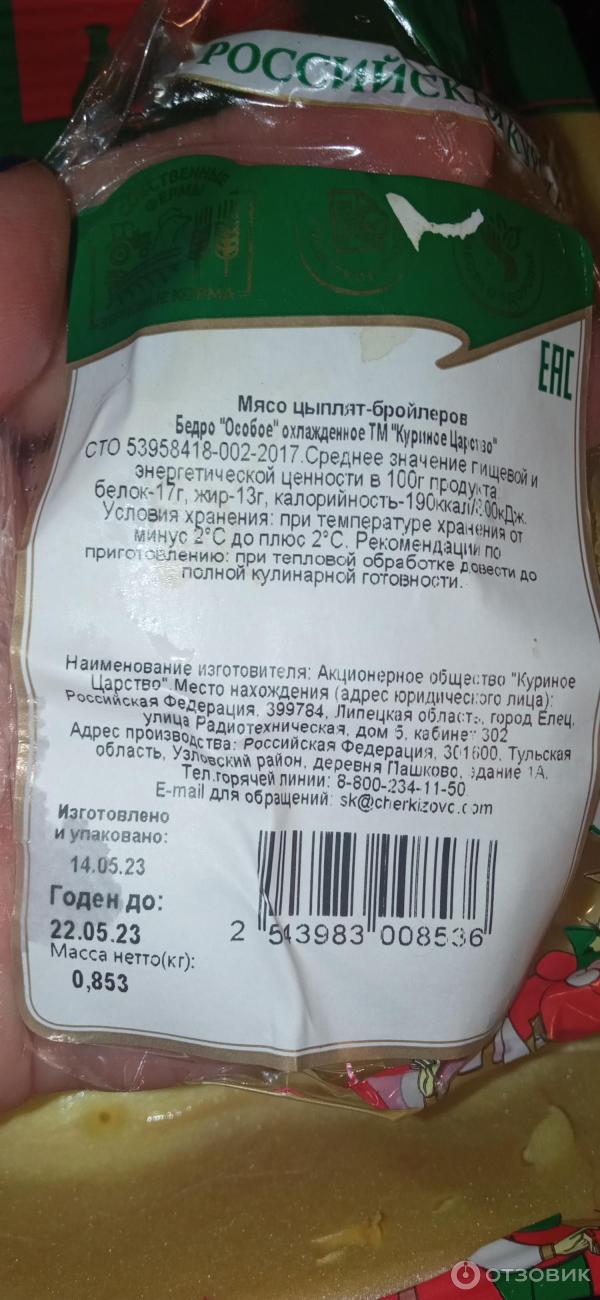 РОССИЙСКИЙ
СОБСТВЕННЫЕ
ФЕРМЫ
КОРМА
ЕАС
Мясо цыплят-бройлеров
Бедро "Особое" охлажденное ТМ "Куриное Царство"
СТО 53958418-002-2017.Среднее значение пищевой и
энергетической ценности в 100г продукта:
белок-17г, жир-13г, калорийность-190ккал/800кДж.
Условия хранения: при температуре хранения от
минус 2°С до плюс 2°С. Рекомендации по
приготовлению: при тепловой обработке довести до
полной кулинарной готовности.
Наименование изготовителя: Акционерное общество "Куриное
Царство".Место нахождения (адрес юридического лица):
Российская Федерация, 399784, Липецкая область, город Елец,
улица Радиотехническая, дом 5, кабинет 302
Адрес производства: Российская Федерация, 301600, Тульская
область, Узловский район, деревня Пашково, здание 1А.
Тел.горячей линии: 8-800-234-11-50
E-mail для обращений: sk@cherkizovo.com
Изготовлено
и упаковано:
14.05.23
Годен до:
22.05.23
Масса нетто(кг):
0,853
2 543983 008536
ОТЗОВИК